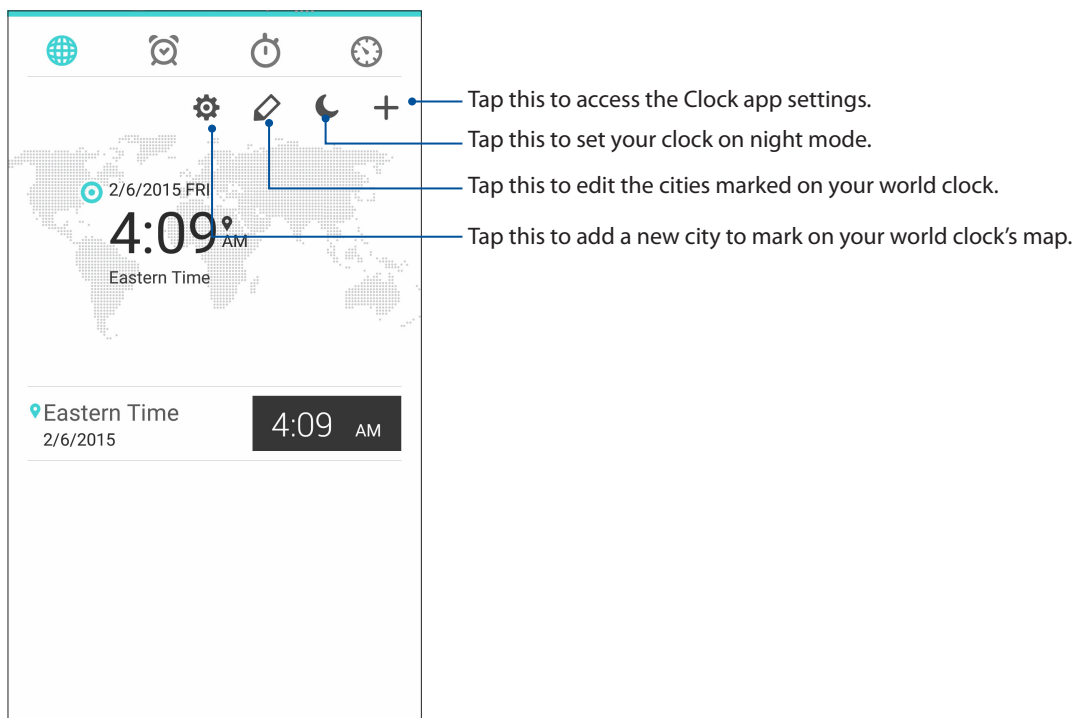 Tap this to access the Clock app settings.
Tap this to set your clock on night mode.
2/6/2015 FRI
Tap this to edit the cities marked on your world clock.
4:09 AM
Tap this to add a new city to mark on your world clock's map.
Eastern Time
Eastern Time
4:09 AM
2/6/2015